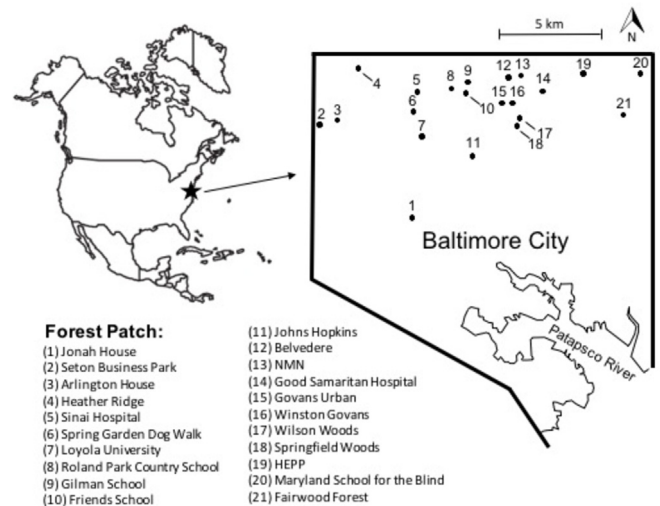 5 km
N
12 13
19
20
4
5
8
9
14
10
15 16
6
21
2
3
7
17
18
11
1
Baltimore City
Patapsco River
Forest Patch:
(1) Jonah House
(2) Seton Business Park
(3) Arlington House
(4) Heather Ridge
(5) Sinai Hospital
(6) Spring Garden Dog Walk
(7) Loyola University
(8) Roland Park Country School
(9) Gilman School
(10) Friends School
(11) Johns Hopkins
(12) Belvedere
(13) NMN
(14) Good Samaritan Hospital
(15) Govans Urban
(16) Winston Govans
(17) Wilson Woods
(18) Springfield Woods
(19) HEPP
(20) Maryland School for the Blind
(21) Fairwood Forest